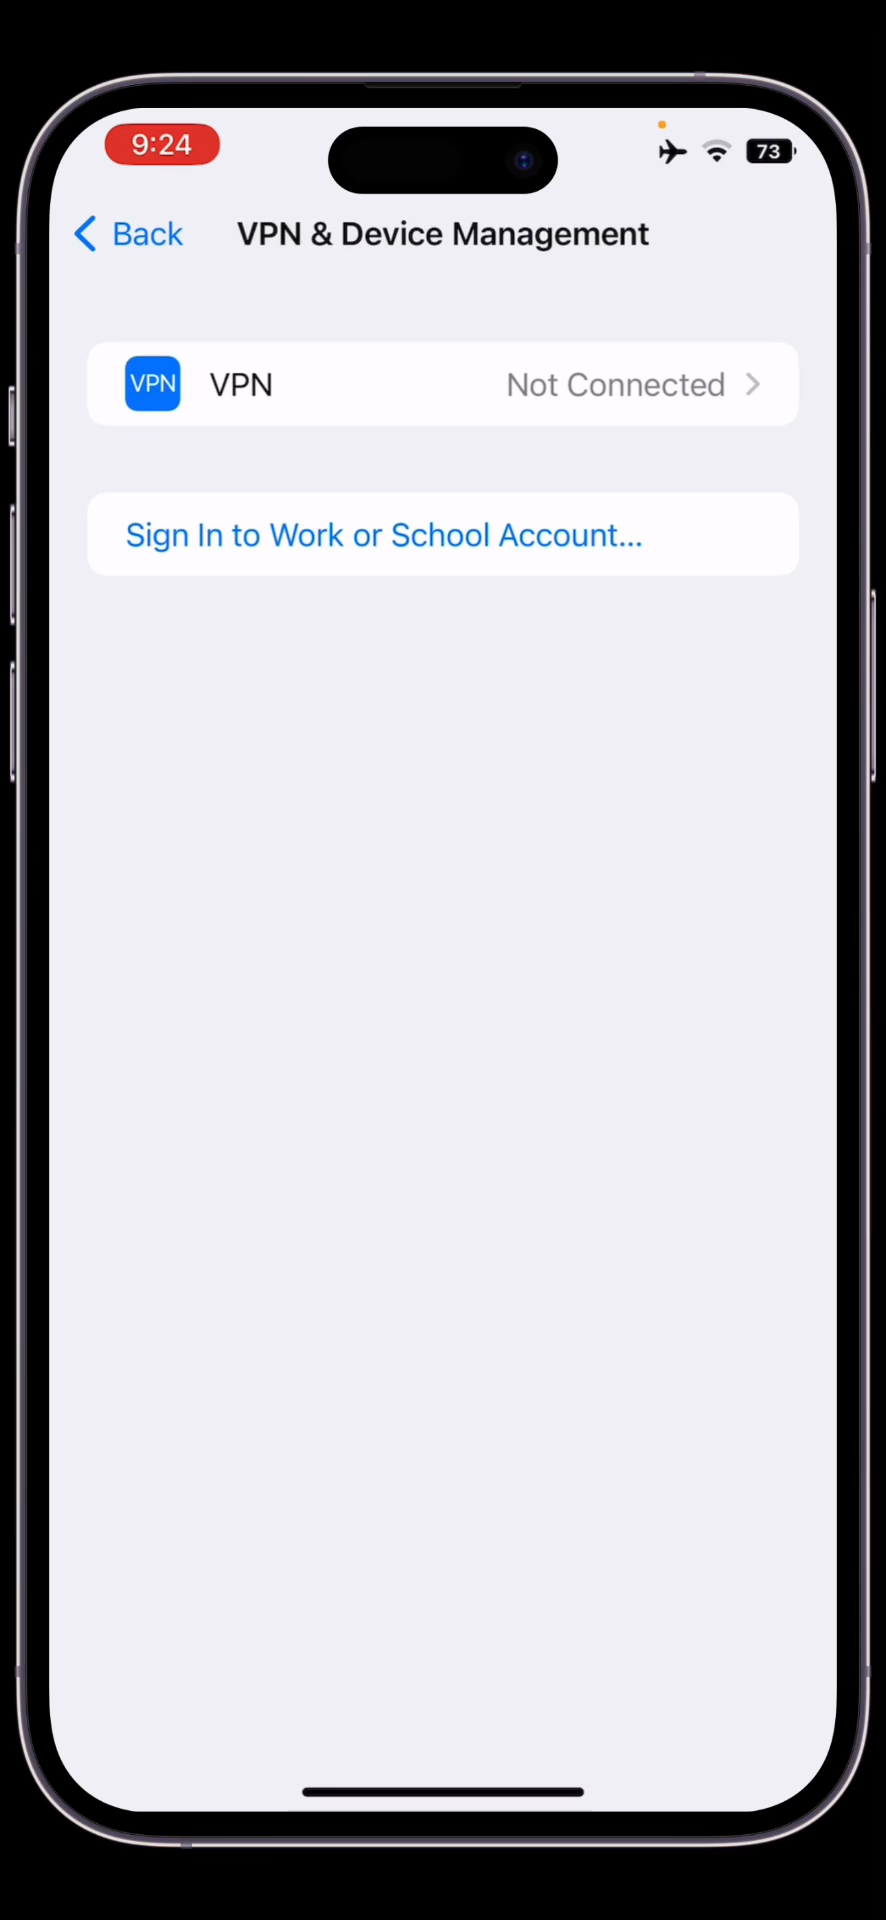 9:24
73
Back
VPN & Device Management
VPN VPN Not Connected
Sign In to Work or School Account...